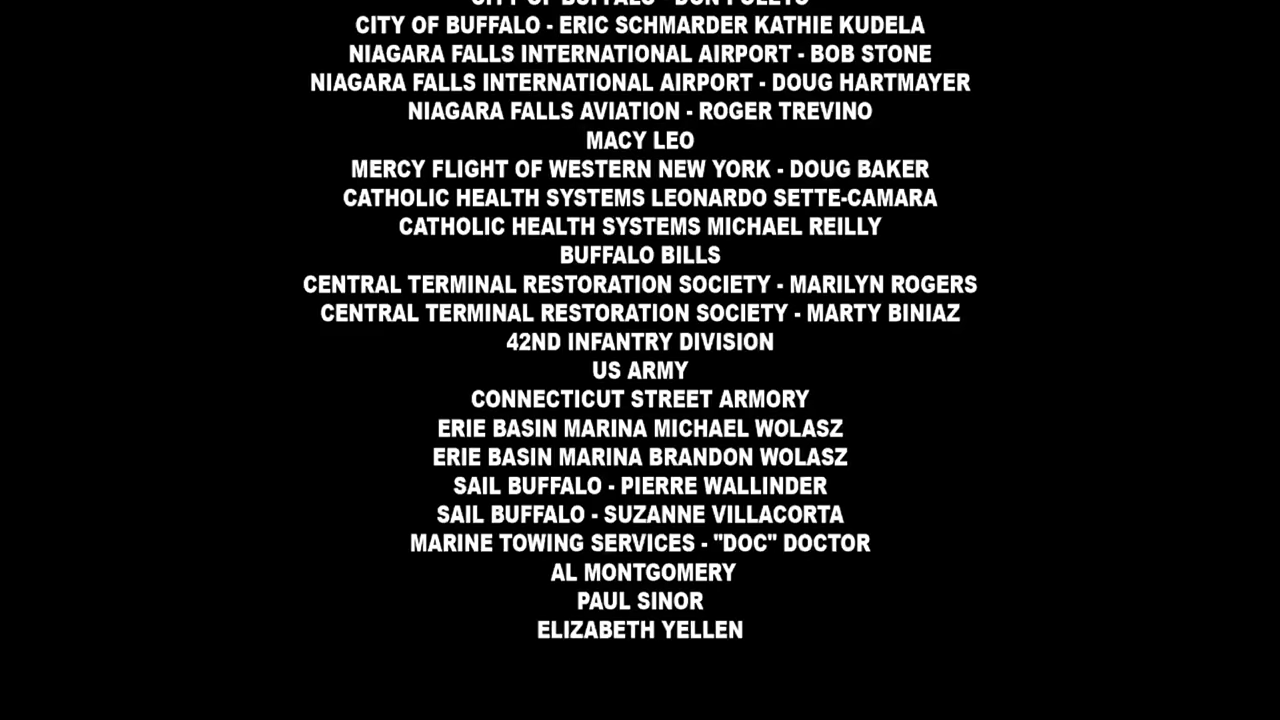 CITY OF BUFFALO - DON POLETO
CITY OF BUFFALO - ERIC SCHMARDER KATHIE KUDELA
NIAGARA FALLS INTERNATIONAL AIRPORT - BOB STONE
NIAGARA FALLS INTERNATIONAL AIRPORT - DOUG HARTMAYER
NIAGARA FALLS AVIATION - ROGER TREVINO
MACY LEO
MERCY FLIGHT OF WESTERN NEW YORK - DOUG BAKER
CATHOLIC HEALTH SYSTEMS LEONARDO SETTE-CAMARA
CATHOLIC HEALTH SYSTEMS MICHAEL REILLY
BUFFALO BILLS
CENTRAL TERMINAL RESTORATION SOCIETY - MARILYN ROGERS
CENTRAL TERMINAL RESTORATION SOCIETY - MARTY BINIAZ
42ND INFANTRY DIVISION
US ARMY
CONNECTICUT STREET ARMORY
ERIE BASIN MARINA MICHAEL WOLASZ
ERIE BASIN MARINA BRANDON WOLASZ
SAIL BUFFALO - PIERRE WALLINDER
SAIL BUFFALO - SUZANNE VILLACORTA
MARINE TOWING SERVICES - "DOC" DOCTOR
AL MONTGOMERY
PAUL SINOR
ELIZABETH YELLEN